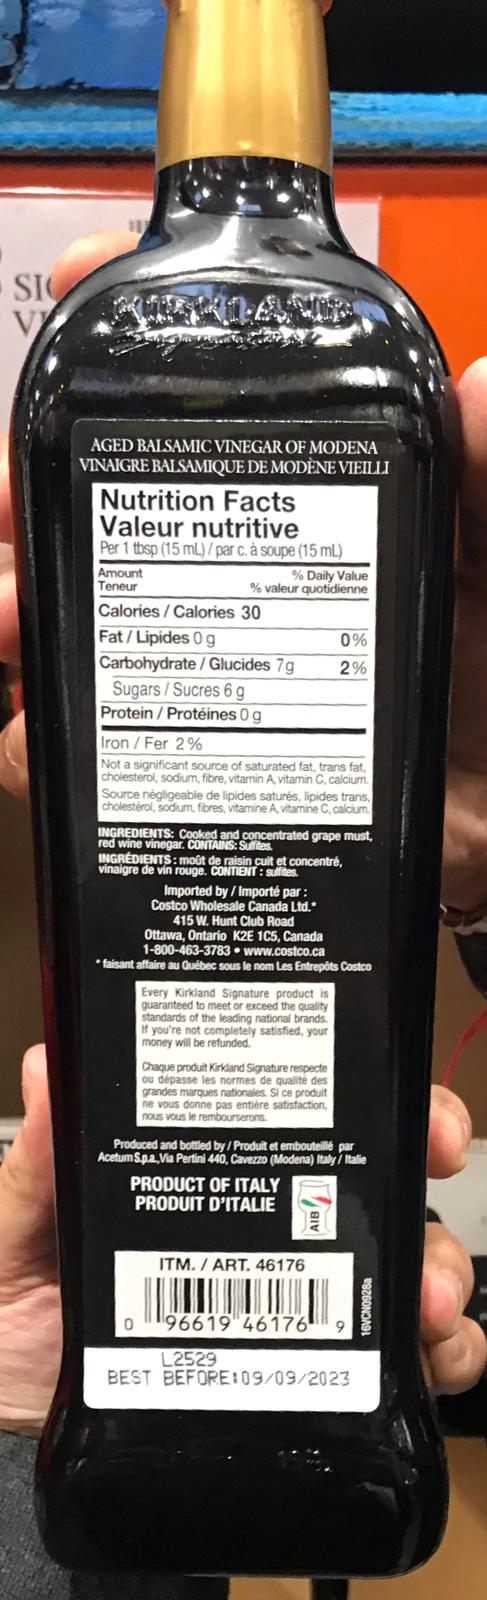 SIG
VI
KIRKLAND
Signature
AGED BALSAMIC VINEGAR OF MODENA
VINAIGRE BALSAMIQUE DE MODÈNE VIEILLI
Nutrition Facts
Valeur nutritive
Per 1 tbsp (15 mL) / par c. à soupe (15 mL)
Amount % Daily Value
Teneur % valeur quotidienne
Calories / Calories 30
Fat / Lipides 0 g 0%
Carbohydrate / Glucides 7g 2%
Sugars / Sucres 6 g
Protein / Protéines 0 g
Iron / Fer 2%
Not a significant source of saturated fat, trans fat,
cholesterol, sodium, fibre, vitamin A, vitamin C, calcium.
Source négligeable de lipides saturés, lipides trans,
cholestérol, sodium, fibres, vitamine A, vitamine C, calcium.
INGREDIENTS: Cooked and concentrated grape must,
red wine vinegar. CONTAINS: Sulfites.
INGRÉDIENTS : moût de raisin cuit et concentré,
vinaigre de vin rouge. CONTIENT : sulfites.
Imported by / Importé par :
Costco Wholesale Canada Ltd.*
415 W. Hunt Club Road
Ottawa, Ontario K2E 1C5, Canada
1-800-463-3783 • www.costco.ca
* faisant affaire au Québec sous le nom Les Entrepôts Costco
Every Kirkland Signature product is
guaranteed to meet or exceed the quality
standards of the leading national brands.
If you're not completely satisfied, your
money will be refunded.
Chaque produit Kirkland Signature respecte
ou dépasse les normes de qualité des
grandes marques nationales. Si ce produit
ne vous donne pas entière satisfaction,
nous vous le rembourserons.
Produced and bottled by / Produit et embouteillé par
Acetum S.p.a., Via Pertini 440, Cavezzo (Modena) Italy / Italie
PRODUCT OF ITALY
PRODUIT D'ITALIE
AIB
ITM. / ART. 46176
0 96619 46176 9
16VCN0928a
L2529
BEST BEFORE:09/09/2023